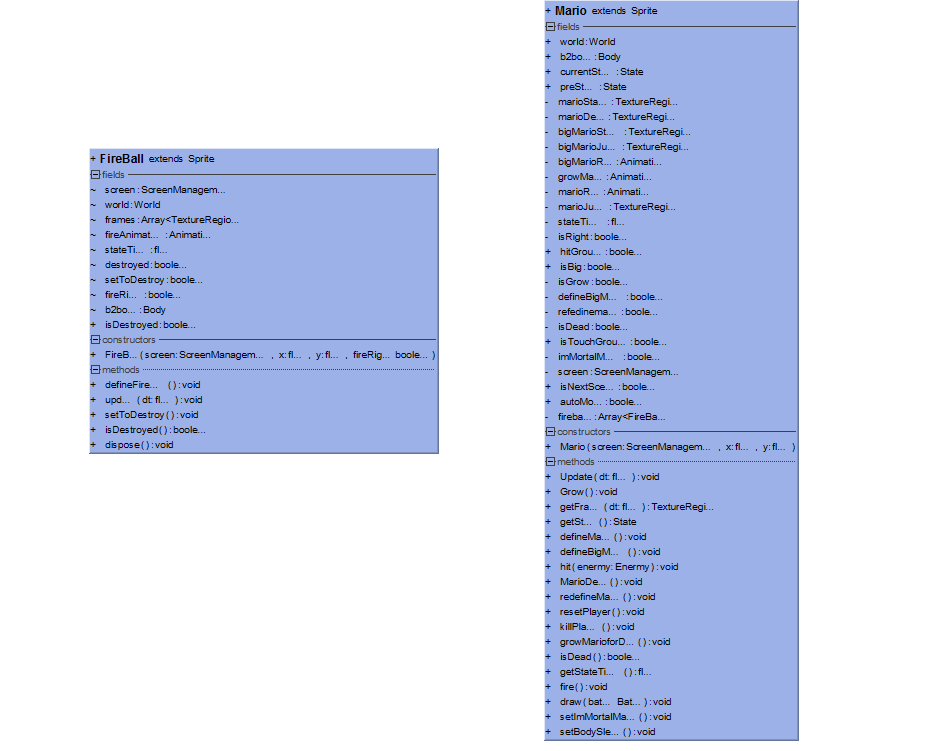 + FireBall extends Sprite
fields
~ screen:ScreenManagem...
~ world:World
~ frames:Array<TextureRegio...
~ fireAnimat... :Animati...
~ stateTi... :fl...
~ destroyed:boole...
~ setToDestroy:boole...
~ fireRi... :boole...
~ b2bo... :Body
+ isDestroyed:boole...
constructors
+ FireB... (screen:ScreenManagem... , x:fl... , y:fl... , fireRig... boole... )
methods
+ defineFire... ():void
+ upd... (dt:fl... ):void
+ setToDestroy():void
+ isDestroyed():boole...
+ dispose():void
+ Mario extends Sprite
fields
+ world:World
+ b2bo... :Body
+ currentSt... :State
+ preSt... :State
- marioSta... :TextureRegi...
- marioDe... :TextureRegi...
- bigMarioSt... :TextureRegi...
- bigMarioJu... :TextureRegi...
- bigMarioR... :Animati...
- growMa... :Animati...
- marioR... :Animati...
- marioJu... :TextureRegi...
- stateTi... :fl...
- isRight:boole...
+ hitGrou... :boole...
+ isBig:boole...
- isGrow:boole...
- defineBigM... :boole...
- refedinema... :boole...
- isDead:boole...
+ isTouchGrou... :boole...
- imMortalM... :boole...
- screen:ScreenManagem...
+ isNextSce... :boole...
+ autoMo... :boole...
- fireba... :Array<FireBa...
constructors
+ Mario(screen:ScreenManagem... , x:fl... , y:fl... )
methods
+ Update(dt:fl... ):void
+ Grow():void
+ getFra... (dt:fl... ):TextureRegi...
+ getSt... ():State
+ defineMa... ():void
+ defineBigM... ():void
+ hit(enermy:Enermy):void
+ MarioDe... ():void
+ redefineMa... ():void
+ resetPlayer():void
+ killPla... ():void
+ growMarioforD... ():void
+ isDead():boole...
+ getStateTi... ():fl...
+ fire():void
+ draw(bat... Bat... ):void
+ setImMortalMa... ():void
+ setBodySle... ():void